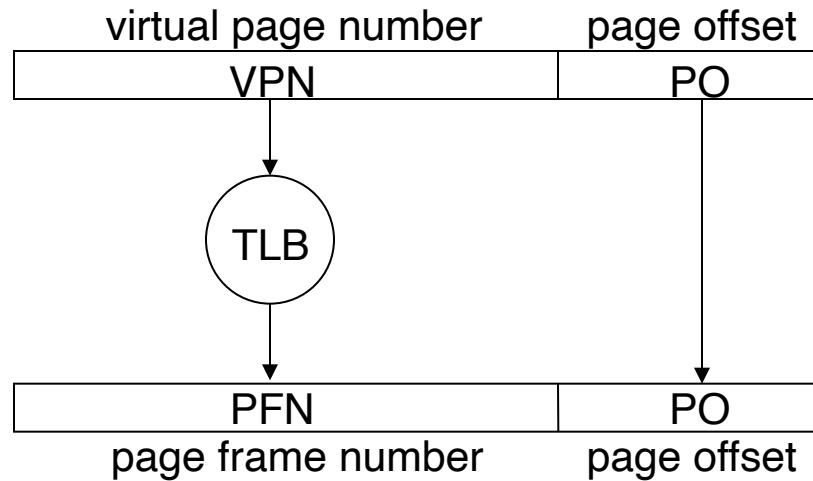 virtual page number page offset
VPN PO
TLB
PFN PO
page frame number page offset